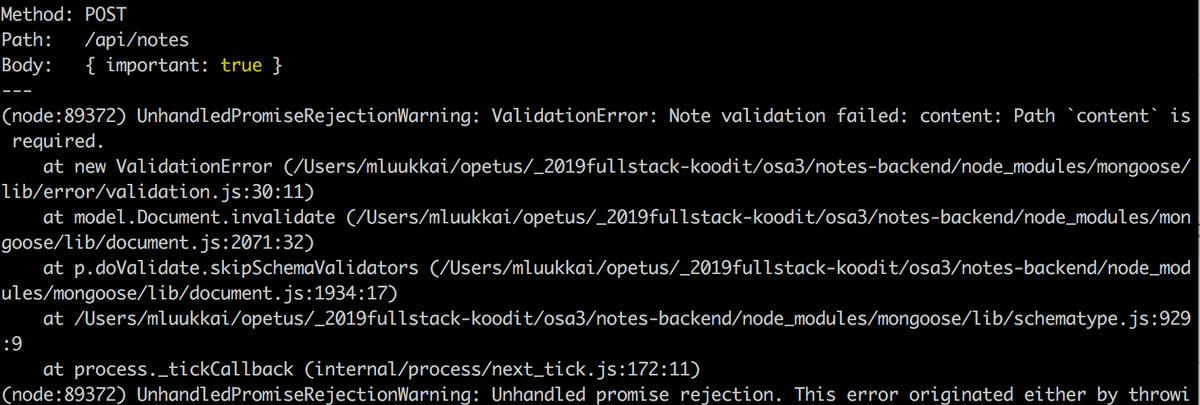 Method: POST
Path:   /api/notes
Body:   { important: true }
---
(node:89372) UnhandledPromiseRejectionWarning: ValidationError: Note validation failed: content: Path `content` is
 required.
    at new ValidationError (/Users/mluukkai/opetus/_2019fullstack-koodit/osa3/notes-backend/node_modules/mongoose/
lib/error/validation.js:30:11)
    at model.Document.invalidate (/Users/mluukkai/opetus/_2019fullstack-koodit/osa3/notes-backend/node_modules/mon
goose/lib/document.js:2071:32)
    at p.doValidate.skipSchemaValidators (/Users/mluukkai/opetus/_2019fullstack-koodit/osa3/notes-backend/node_mod
ules/mongoose/lib/document.js:1934:17)
    at /Users/mluukkai/opetus/_2019fullstack-koodit/osa3/notes-backend/node_modules/mongoose/lib/schematype.js:929
:9
    at process._tickCallback (internal/process/next_tick.js:172:11)
(node:89372) UnhandledPromiseRejectionWarning: Unhandled promise rejection. This error originated either by throwi